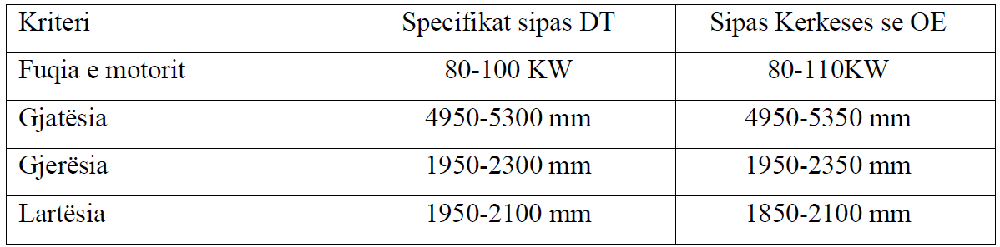 Kriteri Specifikat sipas DT Sipas Kerkeses se OE
Fuqia e motorit 80-100 KW 80-110KW
Gjatësia 4950-5300 mm 4950-5350 mm
Gjerësia 1950-2300 mm 1950-2350 mm
Lartësia 1950-2100 mm 1850-2100 mm